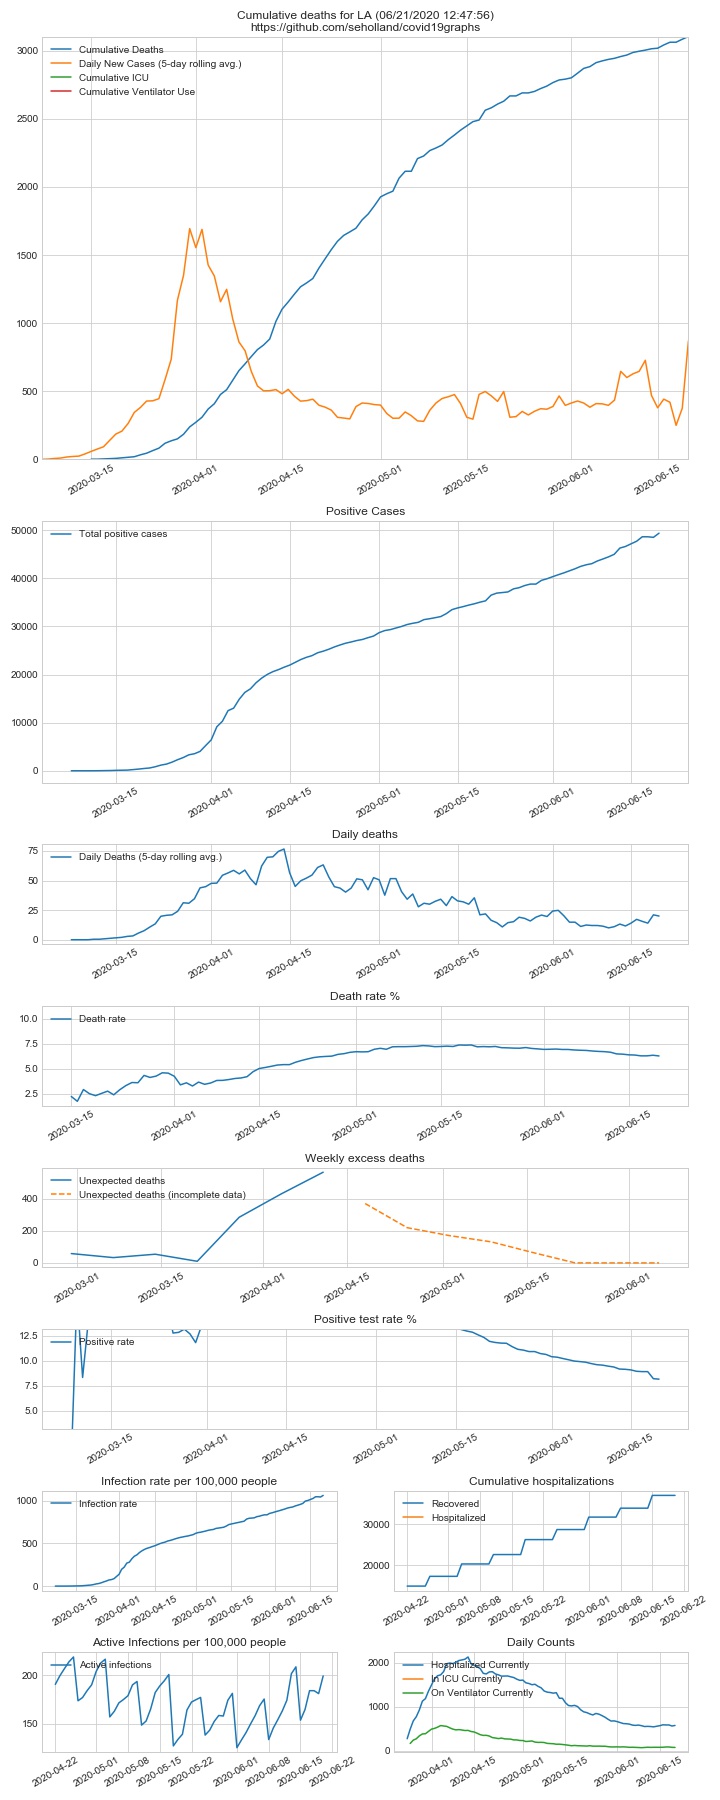 Cumulative deaths for LA (06/21/2020 12:47:56)
https://github.com/seholland/covid19graphs
Cumulative Deaths
Daily New Cases (5-day rolling avg.)
Cumulative ICU
Cumulative Ventilator Use
3000
2500
2000
1500
1000
500
0
2020-03-15 2020-04-01 2020-04-15 2020-05-01 2020-05-15 2020-06-01 2020-06-15
Positive Cases
Total positive cases
50000
40000
30000
20000
10000
0
2020-03-15 2020-04-01 2020-04-15 2020-05-01 2020-05-15 2020-06-01 2020-06-15
Daily deaths
Daily Deaths (5-day rolling avg.)
75
50
25
0
2020-03-15 2020-04-01 2020-04-15 2020-05-01 2020-05-15 2020-06-01 2020-06-15
Death rate %
Death rate
10.0
7.5
5.0
2.5
2020-03-15 2020-04-01 2020-04-15 2020-05-01 2020-05-15 2020-06-01 2020-06-15
Weekly excess deaths
Unexpected deaths
Unexpected deaths (incomplete data)
400
200
0
2020-03-01 2020-03-15 2020-04-01 2020-04-15 2020-05-01 2020-05-15 2020-06-01
Positive test rate %
Positive rate
12.5
10.0
7.5
5.0
2020-03-15 2020-04-01 2020-04-15 2020-05-01 2020-05-15 2020-06-01 2020-06-15
Infection rate per 100,000 people
Infection rate
1000
500
0
2020-03-15 2020-04-01 2020-04-15 2020-05-01 2020-05-15 2020-06-01 2020-06-15
Cumulative hospitalizations
Recovered
Hospitalized
30000
20000
2020-04-22 2020-05-01 2020-05-08 2020-05-15 2020-05-22 2020-06-01 2020-06-08 2020-06-15 2020-06-22
Active Infections per 100,000 people
Active infections
200
150
2020-04-22 2020-05-01 2020-05-08 2020-05-15 2020-05-22 2020-06-01 2020-06-08 2020-06-15 2020-06-22
Daily Counts
Hospitalized Currently
In ICU Currently
On Ventilator Currently
2000
1000
0
2020-04-01 2020-04-15 2020-05-01 2020-05-15 2020-06-01 2020-06-15